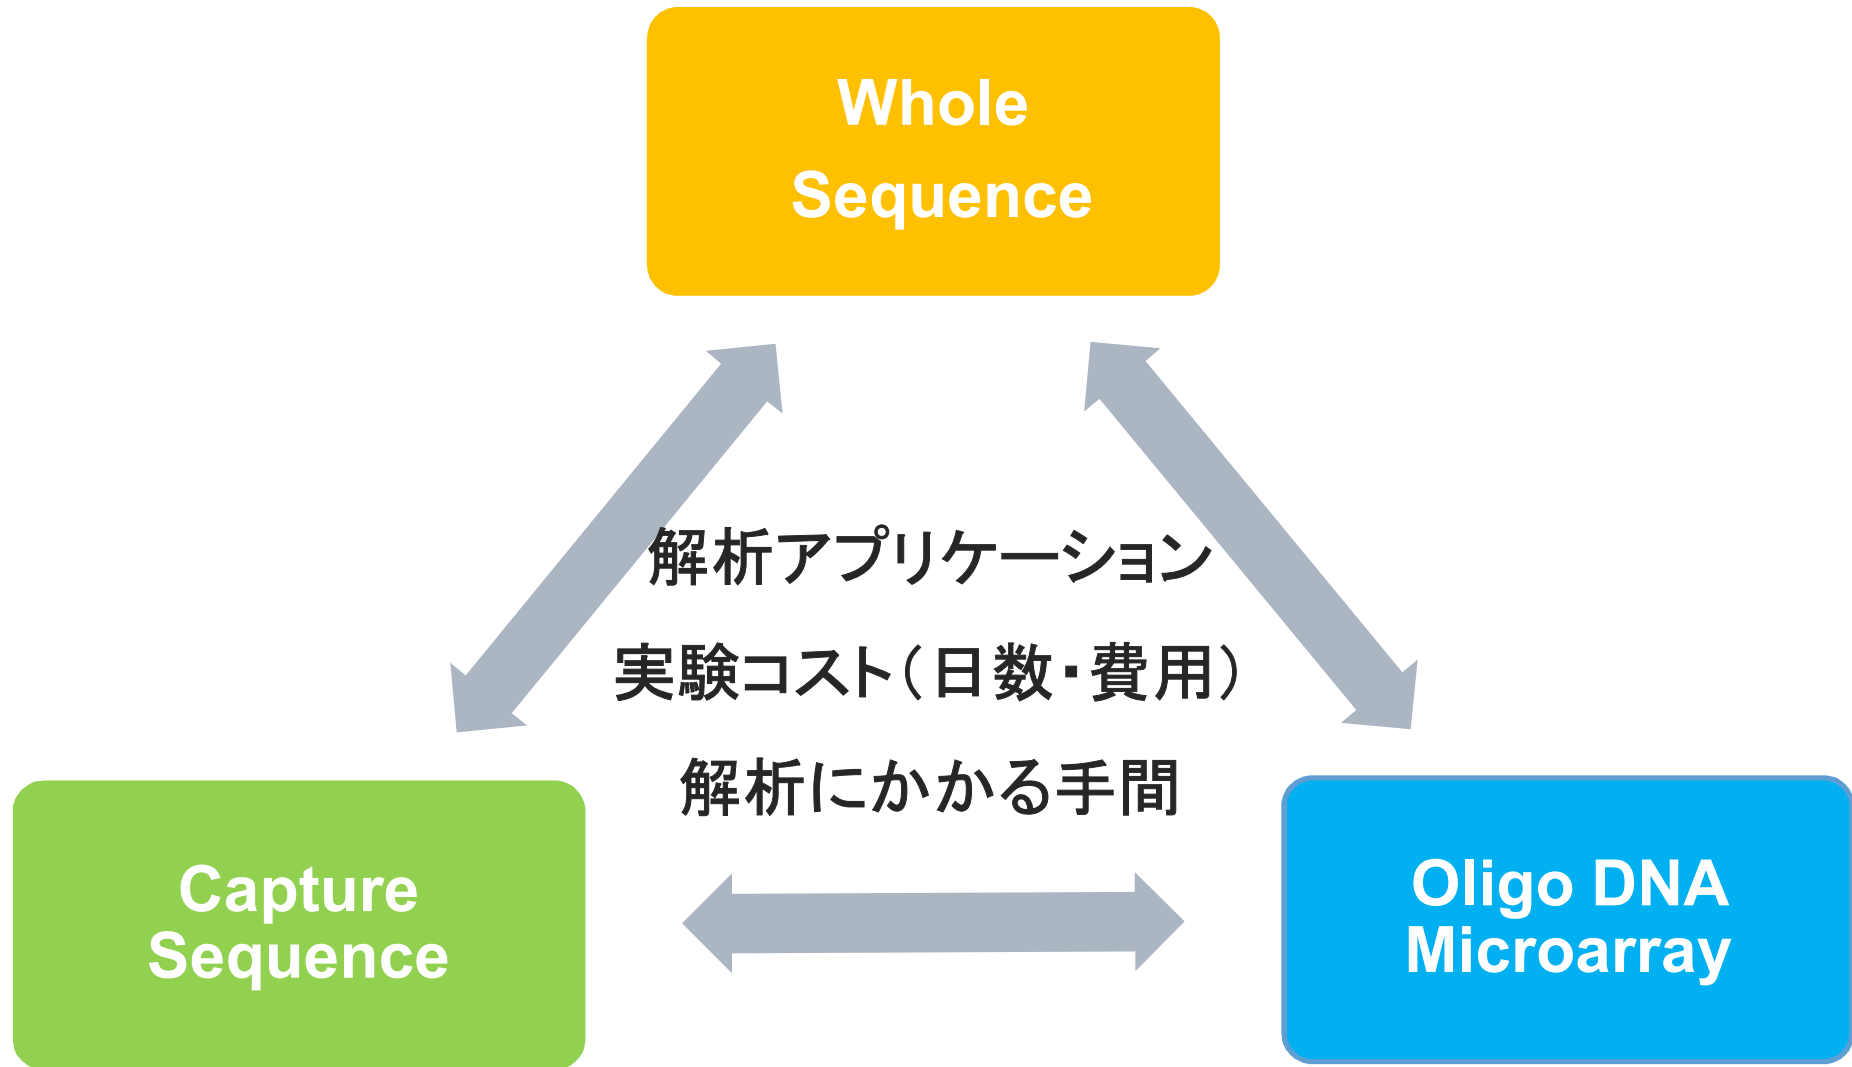 Whole
Sequence
解析アプリケーション
実験コスト（日数・費用）
解析にかかる手間
Capture
Sequence
Oligo DNA
Microarray